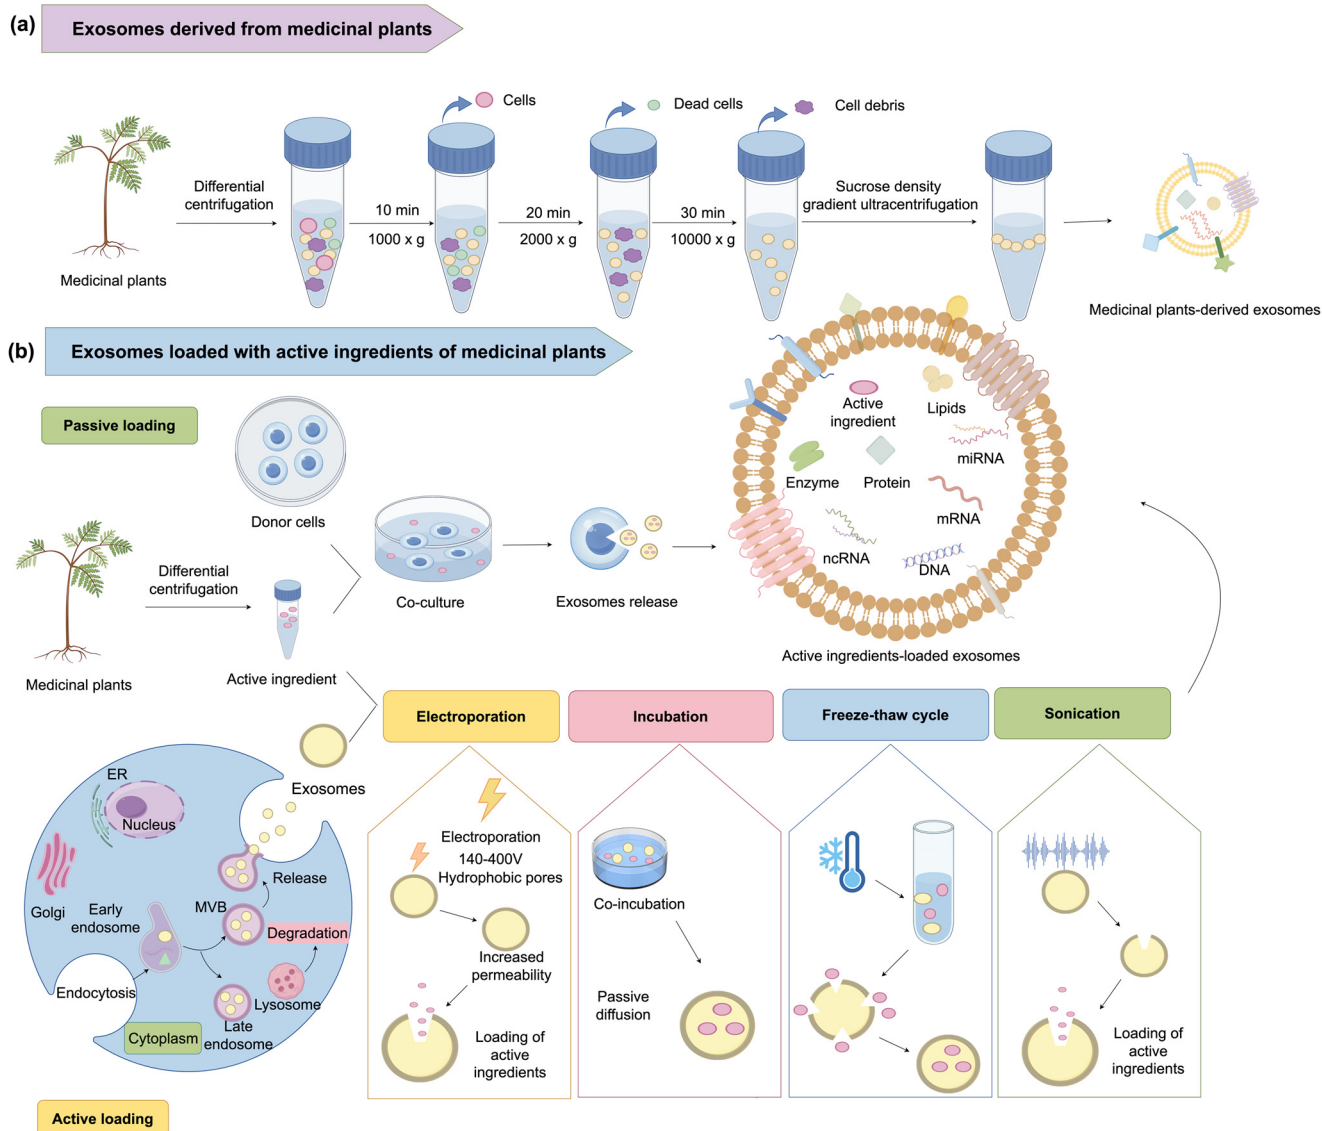 (a)
Exosomes derived from medicinal plants
Cells
Dead cells
Cell debris
Differential
centrifugation
10 min
1000 x g
20 min
2000 x g
30 min
10000 x g
Sucrose density
gradient ultracentrifugation
Medicinal plants
Medicinal plants-derived exosomes
(b)
Exosomes loaded with active ingredients of medicinal plants
Passive loading
Donor cells
Differential
centrifugation
Medicinal plants
Active ingredient
Co-culture
Exosomes release
Active
ingredient
Lipids
miRNA
Enzyme
Protein
mRNA
ncRNA
DNA
Active ingredients-loaded exosomes
Exosomes
ER
Nucleus
Golgi
Early
endosome
MVB
Release
Degradation
Endocytosis
Lysosome
Late
endosome
Cytoplasm
Active loading
Electroporation
Electroporation
140-400V
Hydrophobic pores
Increased
permeability
Loading of
active
ingredients
Incubation
Co-incubation
Passive
diffusion
Freeze-thaw cycle
Sonication
Loading of
active
ingredients